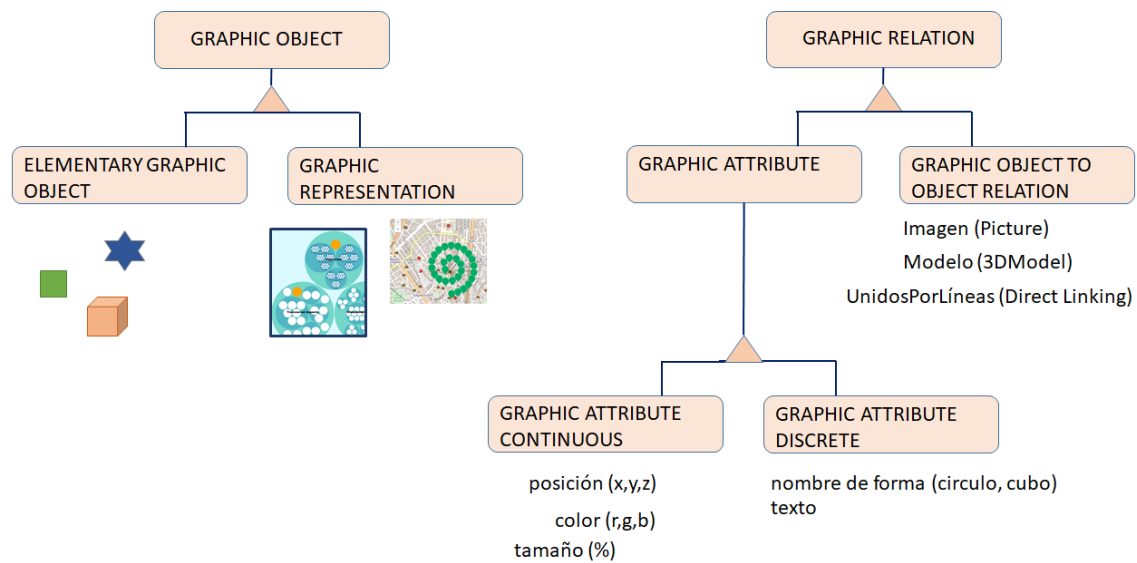 GRAPHIC OBJECT
GRAPHIC RELATION
ELEMENTARY GRAPHIC
OBJECT
GRAPHIC
REPRESENTATION
GRAPHIC ATTRIBUTE
GRAPHIC OBJECT TO
OBJECT RELATION
Imagen (Picture)
Modelo (3DModel)
UnidosPorLíneas (Direct Linking)
GRAPHIC ATTRIBUTE
CONTINUOUS
GRAPHIC ATTRIBUTE
DISCRETE
posición (x,y,z)
color (r,g,b)
tamaño (%)
nombre de forma (circulo, cubo)
texto